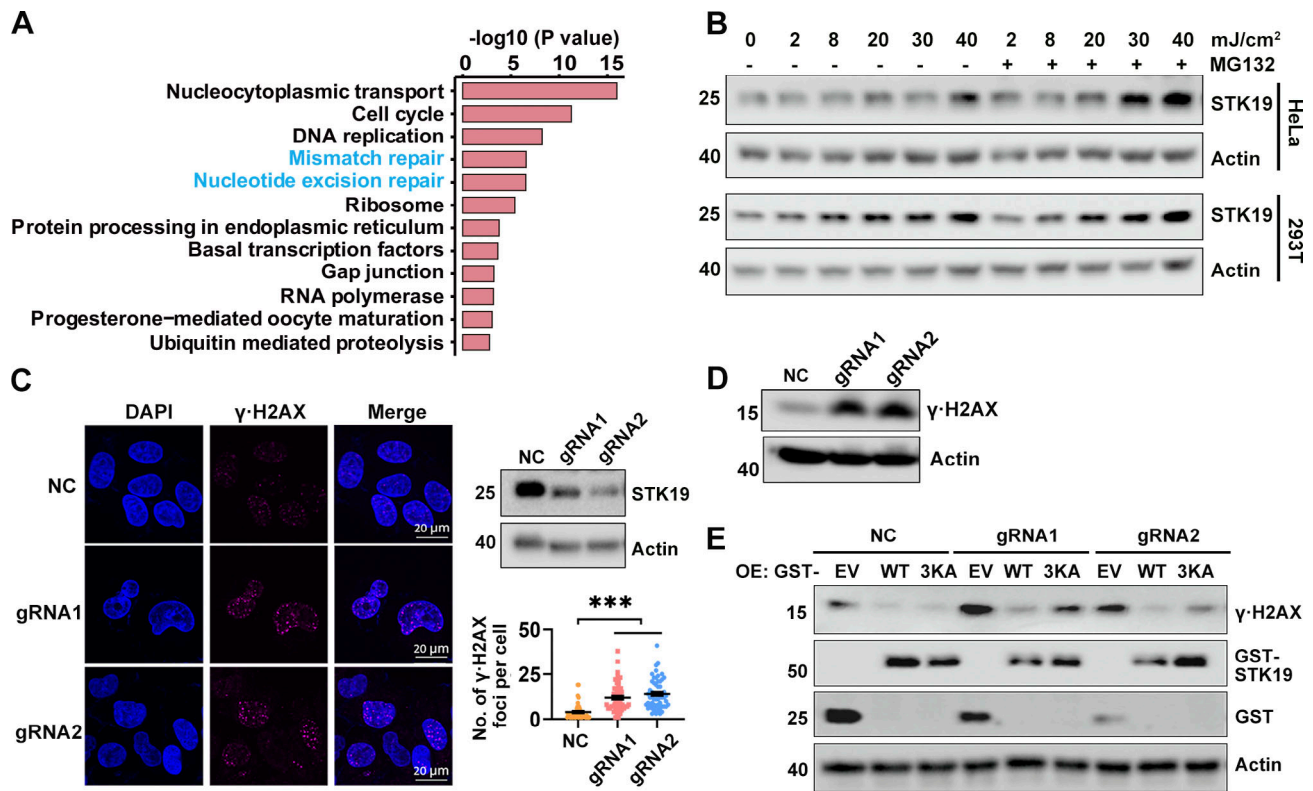 A
-log10 (P value)
0 5 10 15
Nucleocytoplasmic transport
Cell cycle
DNA replication
Mismatch repair
Nucleotide excision repair
Ribosome
Protein processing in endoplasmic reticulum
Basal transcription factors
Gap junction
RNA polymerase
Progesterone−mediated oocyte maturation
Ubiquitin mediated proteolysis
B
0 2 8 20 30 40 2 8 20 30 40 mJ/cm²
- - - - - - + + + + + MG132
25 STK19
40 Actin
HeLa
25 STK19
40 Actin
293T
C
DAPI γ·H2AX Merge
NC
20 μm
gRNA1
20 μm
gRNA2
20 μm
NC gRNA1 gRNA2
25 STK19
40 Actin
No. of γ·H2AX
foci per cell
50
25
0
***
NC gRNA1 gRNA2
D
NC gRNA1 gRNA2
15 γ·H2AX
40 Actin
E
NC gRNA1 gRNA2
OE: GST- EV WT 3KA EV WT 3KA EV WT 3KA
15 γ·H2AX
50 GST-
STK19
25 GST
40 Actin